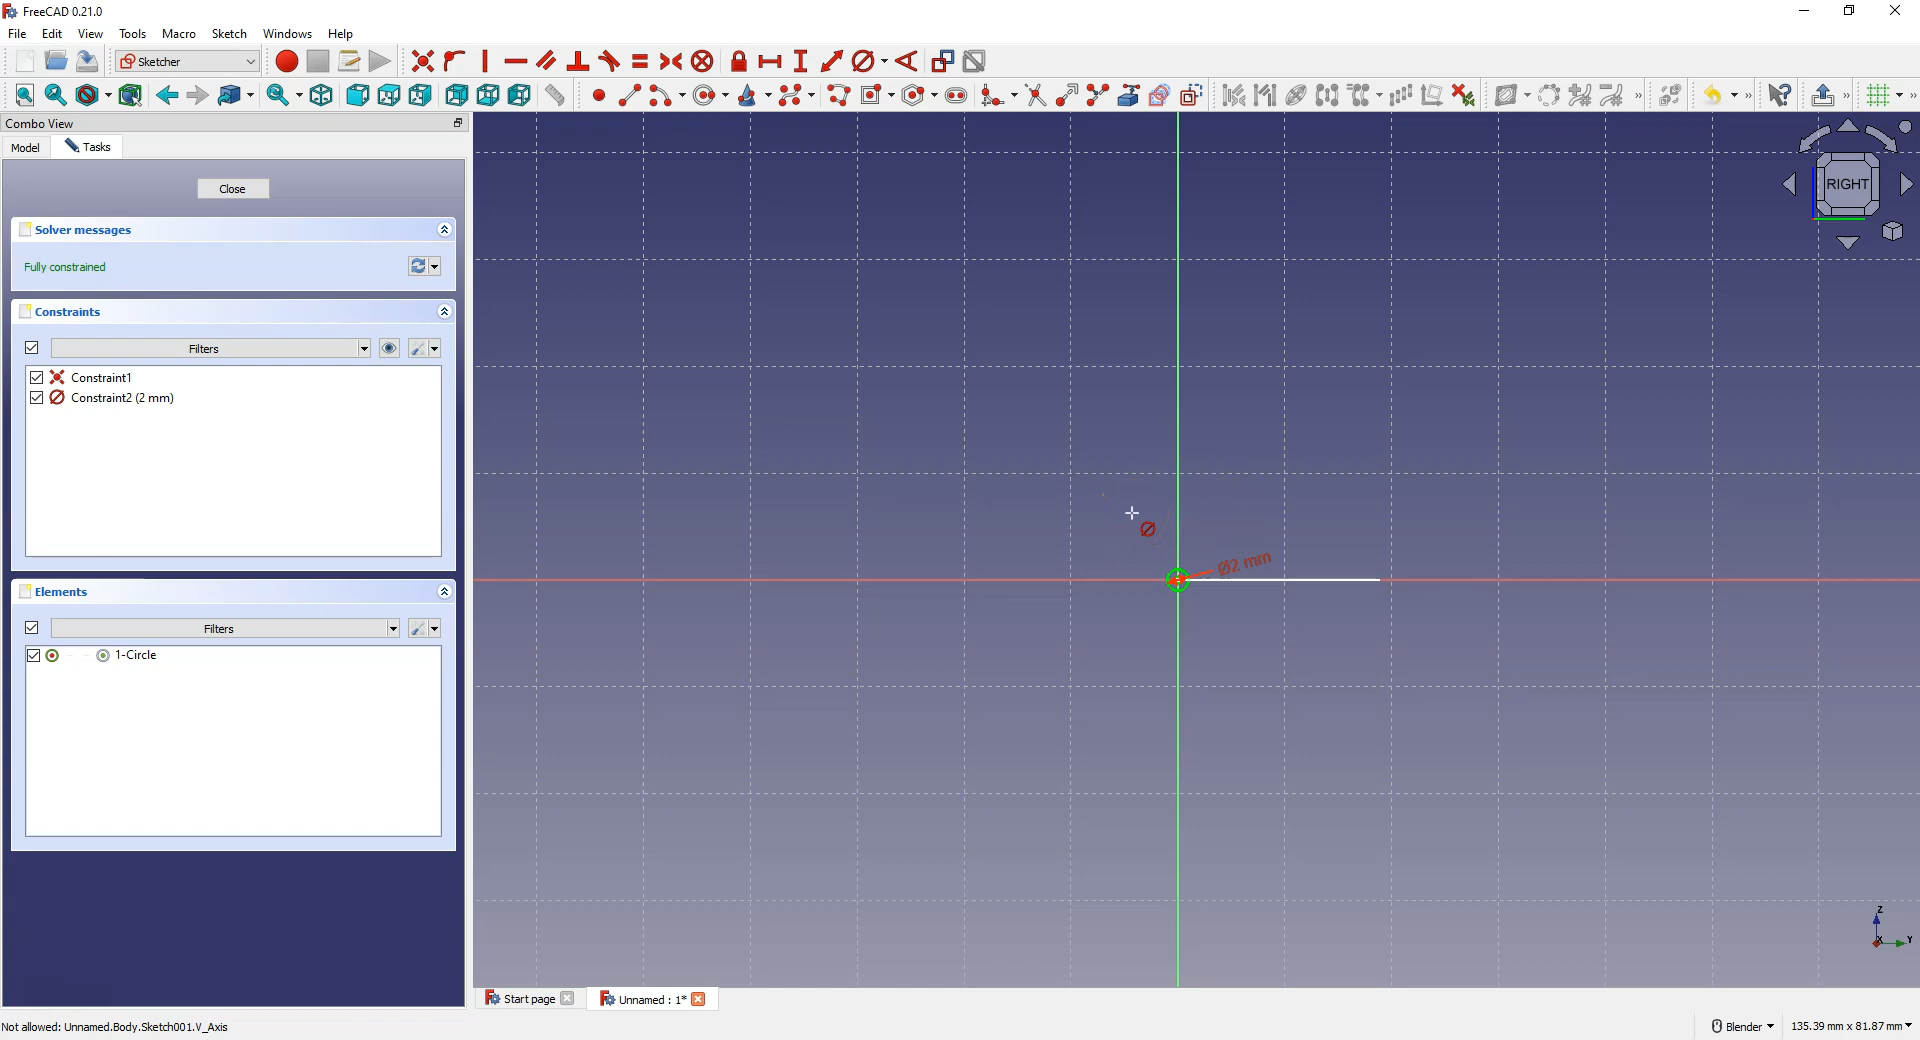 FreeCAD 0.21.0
File Edit View Tools Macro Sketch Windows Help
Sketcher
Combo View
Model Tasks
Close
Solver messages
Fully constrained
Constraints
Filters
Constraint1
Constraint2 (2 mm)
Elements
Filters
1-Circle
RIGHT
Ø2 mm
Z
X Y
Start page Unnamed : 1*
Not allowed: Unnamed.Body.Sketch001.V_Axis
Blender 135.39 mm x 81.87 mm